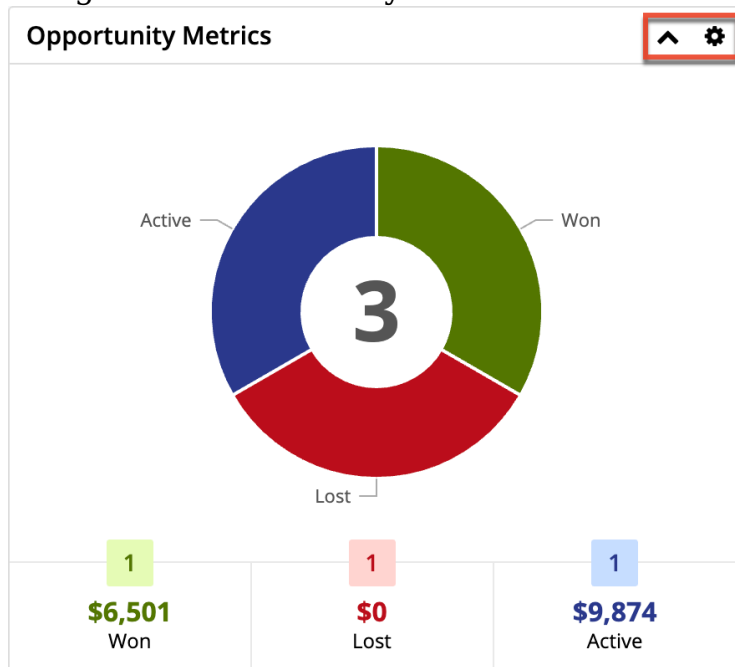 Opportunity Metrics
Active
Won
3
Lost
1
1
1
$6,501
$0
$9,874
Won
Lost
Active